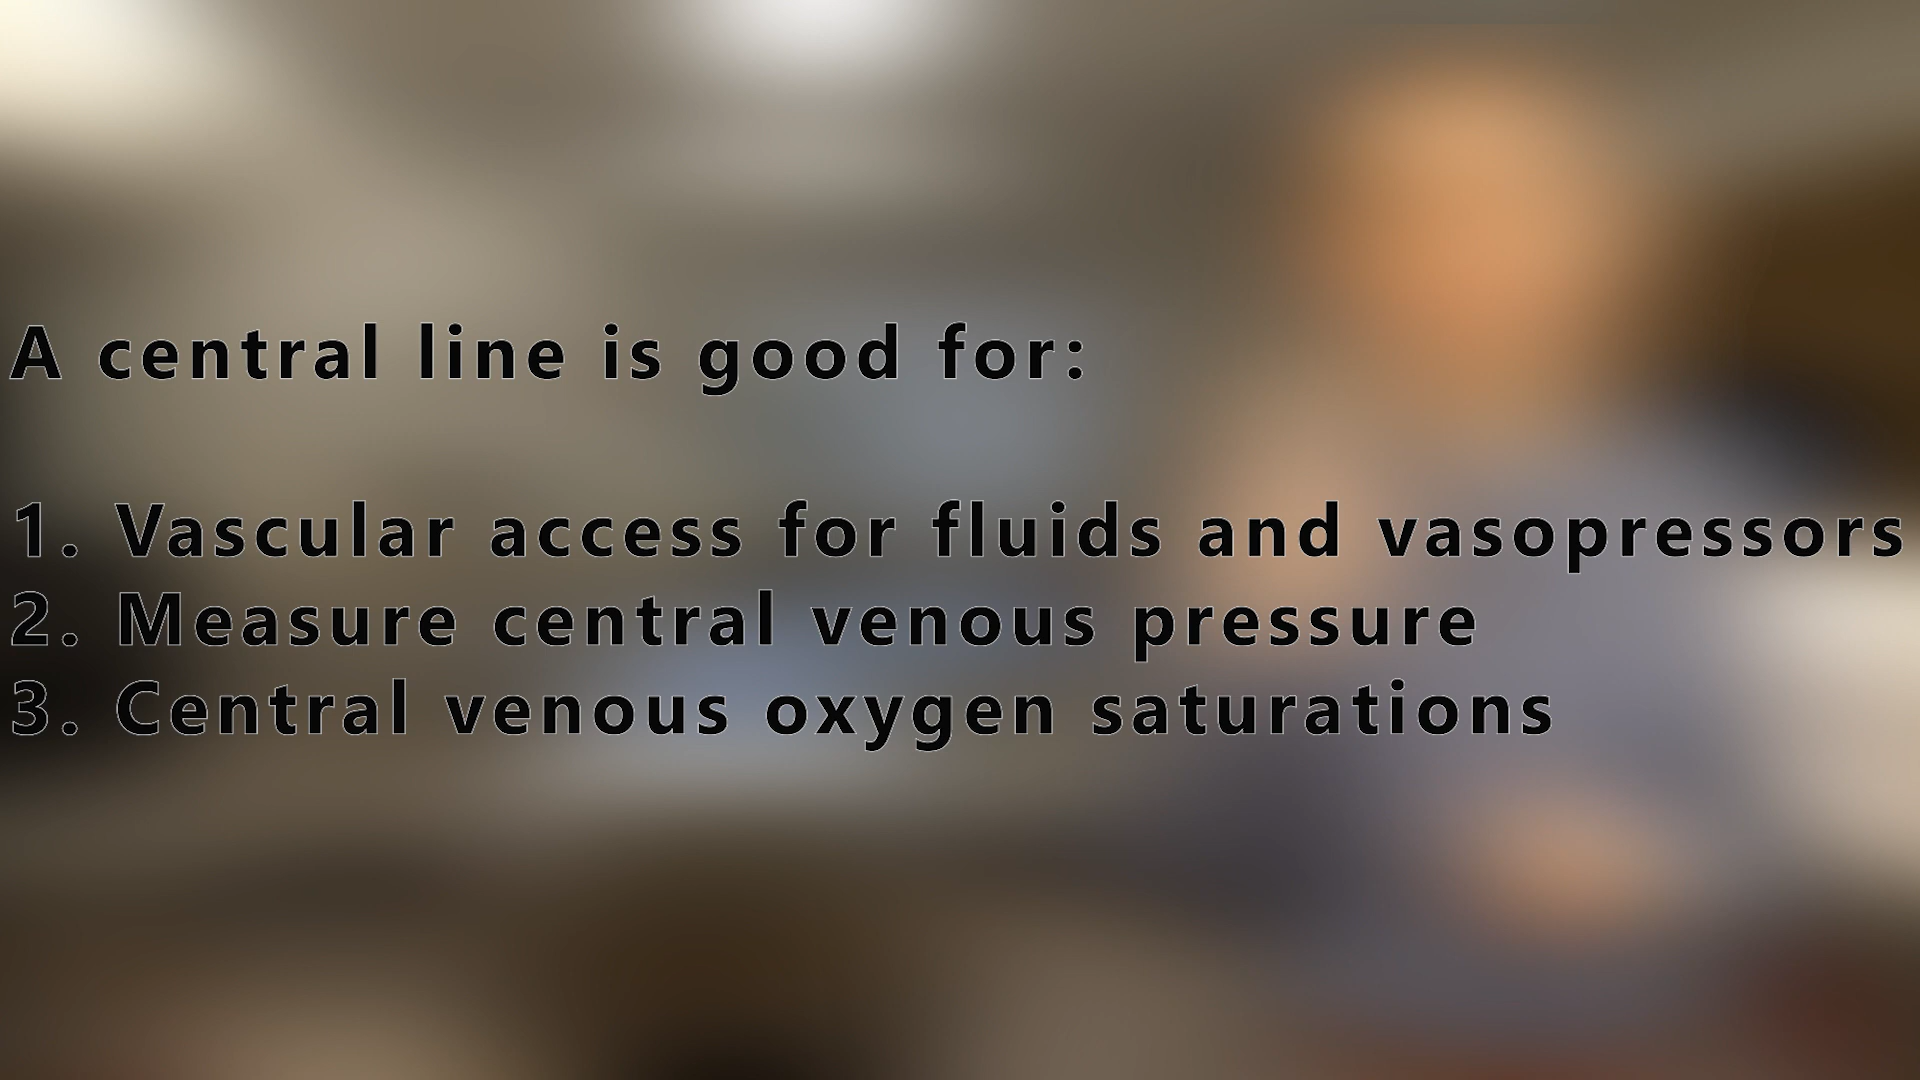 A central line is good for:
1. Vascular access for fluids and vasopressors
2. Measure central venous pressure
3. Central venous oxygen saturations